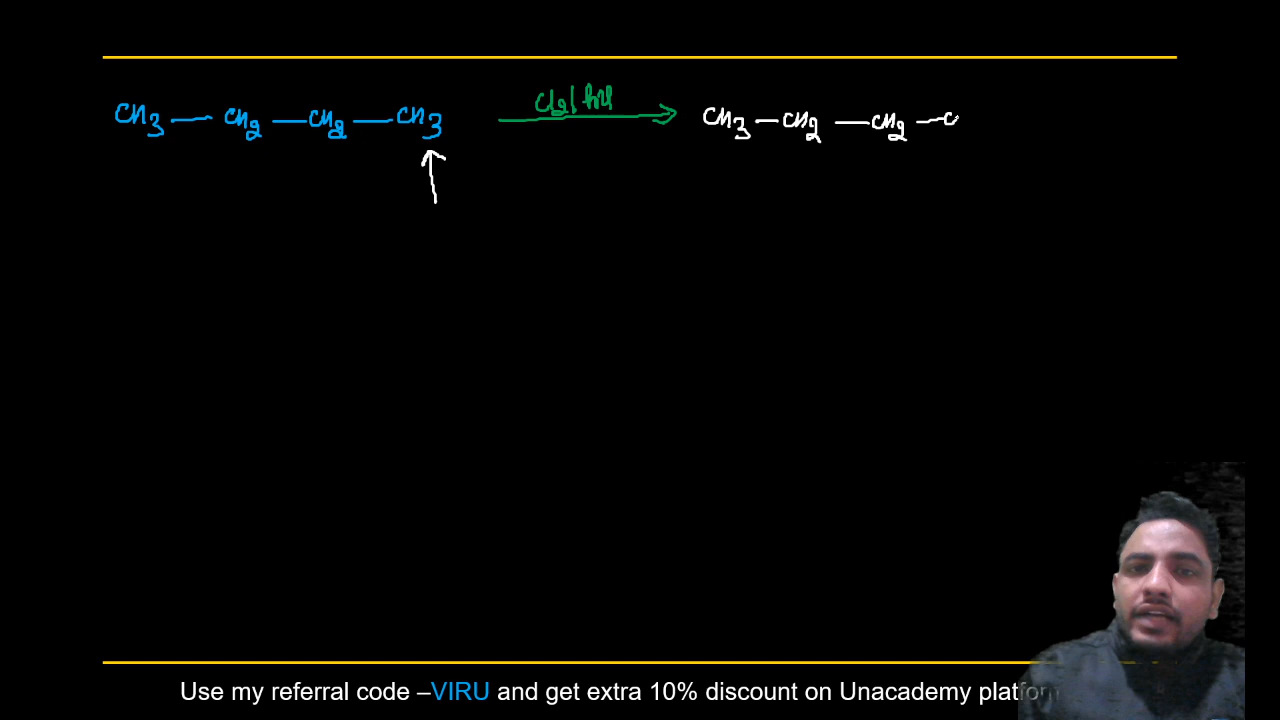 CH3 — CH2 — CH2 — CH3 Cl2/hν → CH3 — CH2 — CH2 — C
Use my referral code –VIRU and get extra 10% discount on Unacademy platform